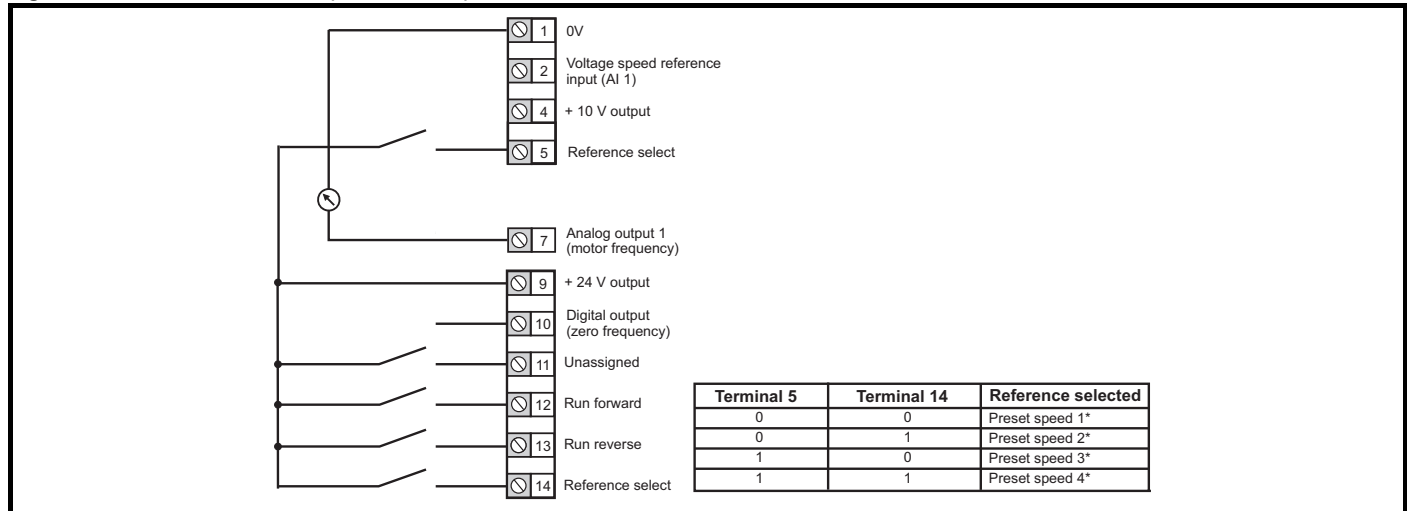 1 0V
2 Voltage speed reference
input (AI 1)
4 + 10 V output
5 Reference select
7 Analog output 1
(motor frequency)
9 + 24 V output
10 Digital output
(zero frequency)
11 Unassigned
12 Run forward
13 Run reverse
14 Reference select
Terminal 5 Terminal 14 Reference selected
0 0 Preset speed 1*
0 1 Preset speed 2*
1 0 Preset speed 3*
1 1 Preset speed 4*